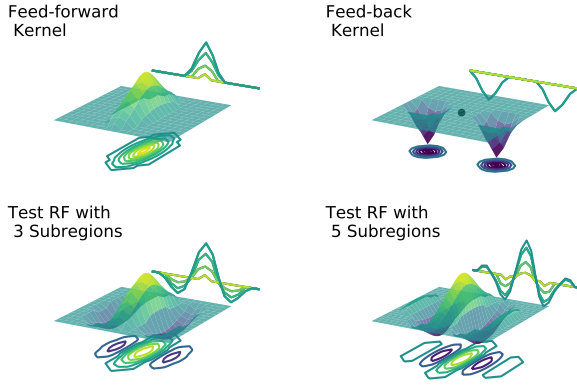 Feed-forward
Kernel
Feed-back
Kernel
Test RF with
3 Subregions
Test RF with
5 Subregions